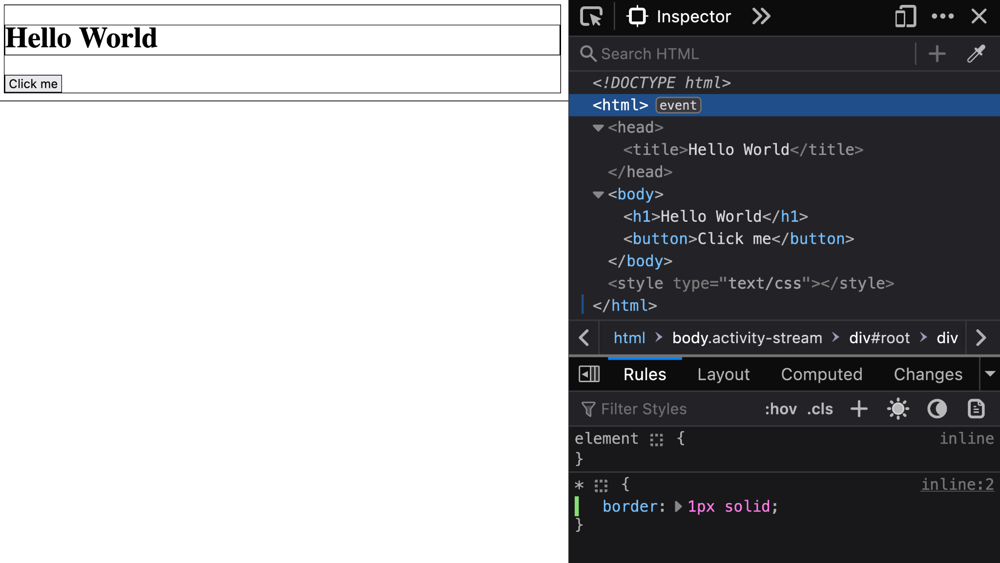 Hello World
Click me
Inspector
Search HTML
<!DOCTYPE html>
<html> event
<head>
<title>Hello World</title>
</head>
<body>
<h1>Hello World</h1>
<button>Click me</button>
</body>
<style type="text/css"></style>
</html>
html body.activity-stream div#root div
Rules Layout Computed Changes
Filter Styles :hov .cls
element { inline
}
* { inline:2
border: 1px solid;
}